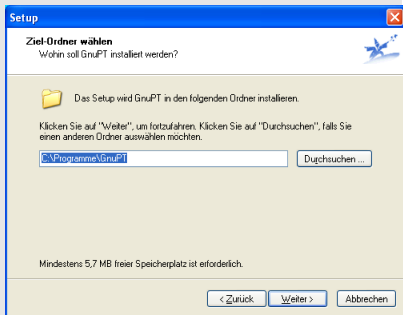 Setup
Ziel-Ordner wählen
Wohin soll GnuPT installiert werden?
Das Setup wird GnuPT in den folgenden Ordner installieren.
Klicken Sie auf "Weiter", um fortzufahren. Klicken Sie auf "Durchsuchen", falls Sie
einen anderen Ordner auswählen möchten.
C:\Programme\GnuPT
Durchsuchen ...
Mindestens 5,7 MB freier Speicherplatz ist erforderlich.
< Zurück
Weiter >
Abbrechen